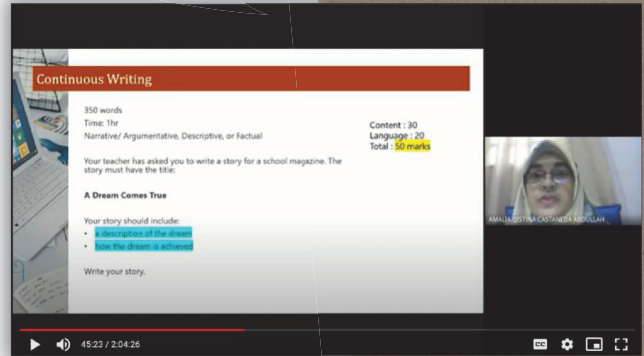 Continuous Writing
350 words
Time: 1hr
Narrative/ Argumentative, Descriptive, or Factual
Content : 30
Language : 20
Total : 50 marks
Your teacher has asked you to write a story for a school magazine. The
story must have the title:
A Dream Comes True
Your story should include:
• a description of the dream
• how the dream is achieved
Write your story.
AMALIA QISTINA CASTANEDA ABDULLAH
45:23 / 2:04:26
CC